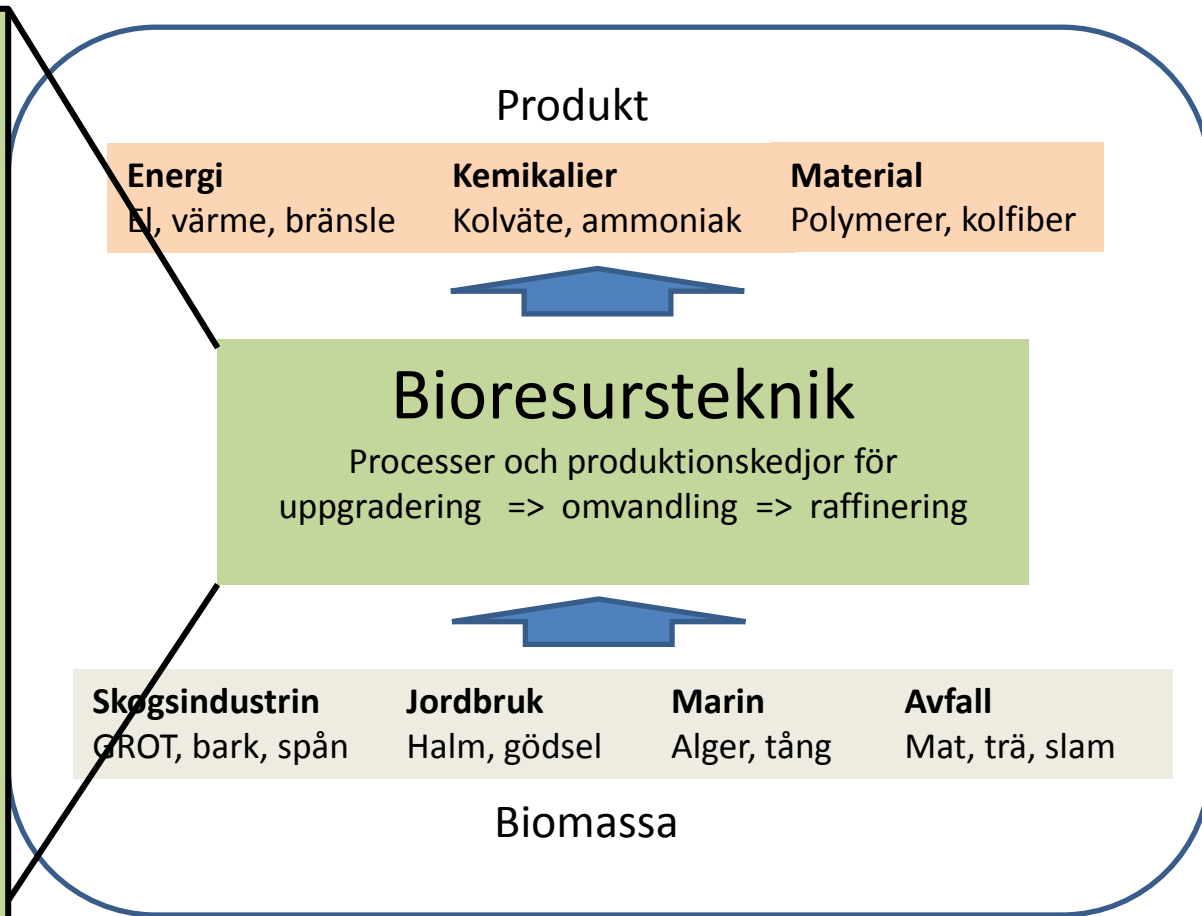 Produkt
Energi Kemikalier Material
El, värme, bränsle Kolväte, ammoniak Polymerer, kolfiber
Bioresursteknik
Processer och produktionskedjor för
uppgradering => omvandling => raffinering
Skogsindustrin Jordbruk Marin Avfall
GROT, bark, spån Halm, gödsel Alger, tång Mat, trä, slam
Biomassa